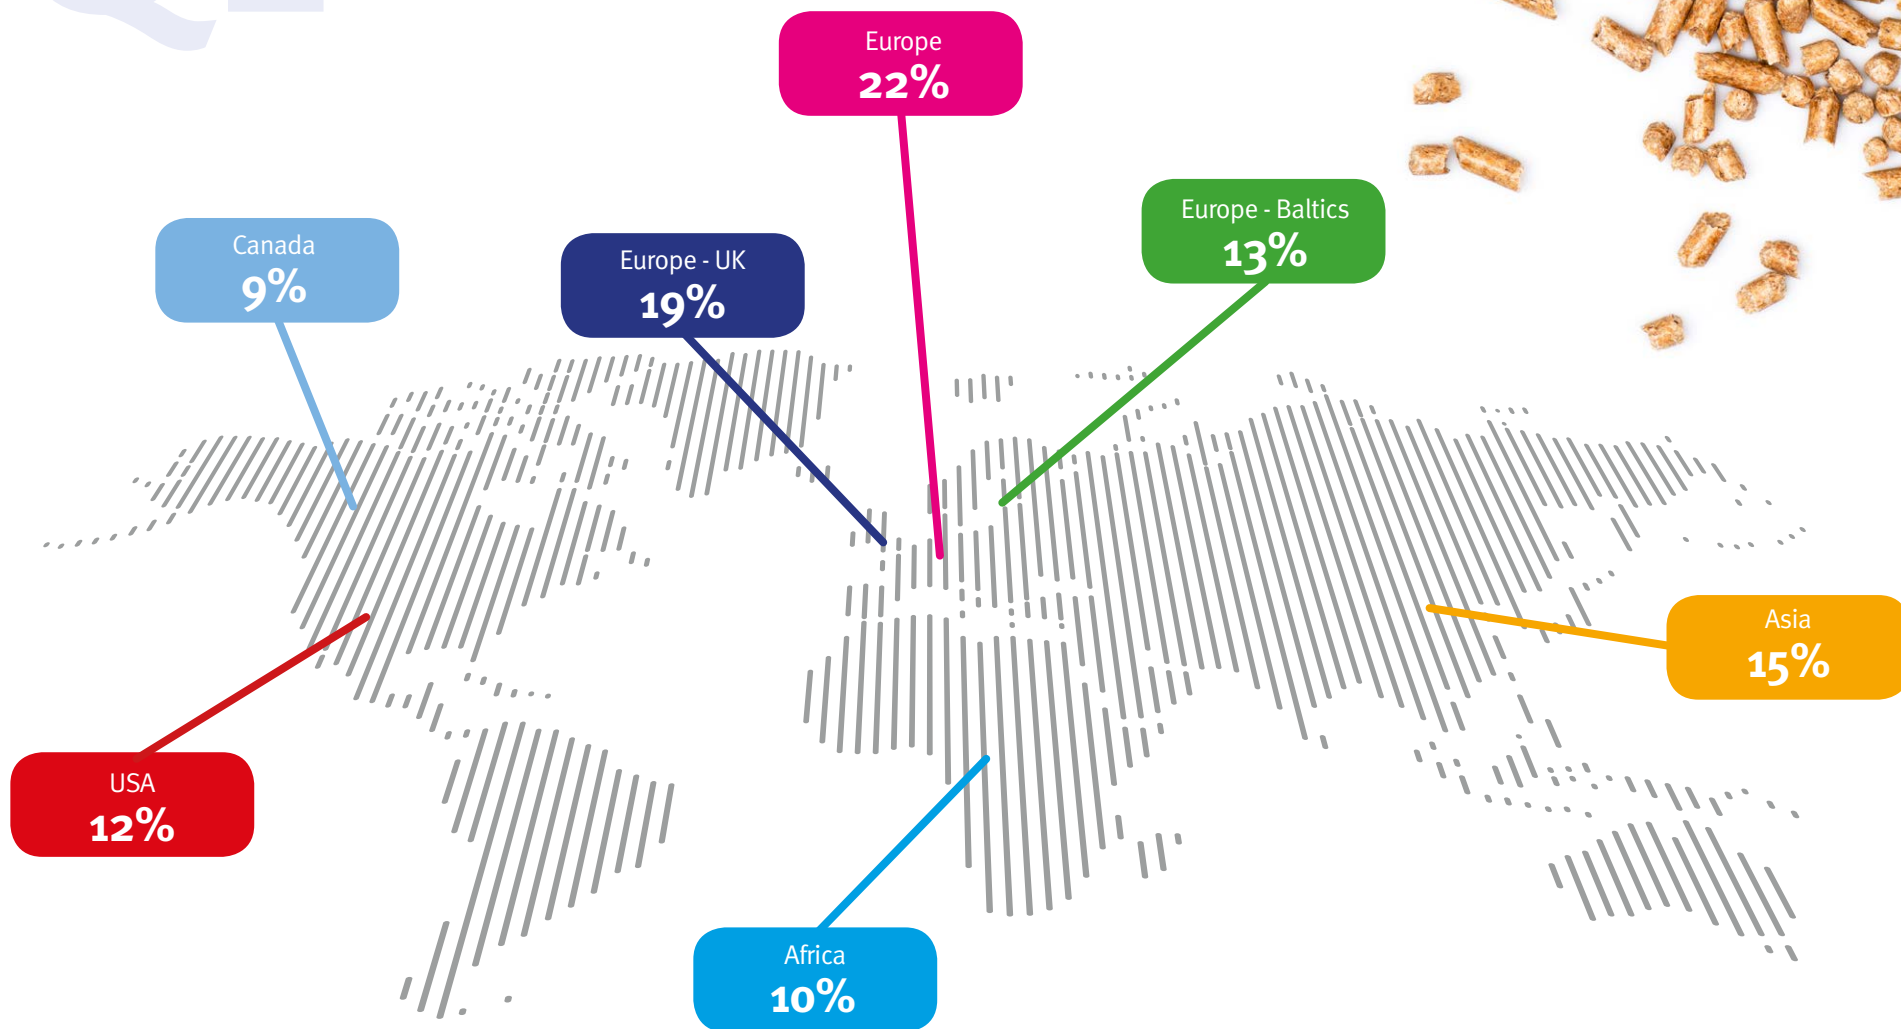 Europe
22%
Europe - Baltics
13%
Canada
9%
Europe - UK
19%
Asia
15%
USA
12%
Africa
10%